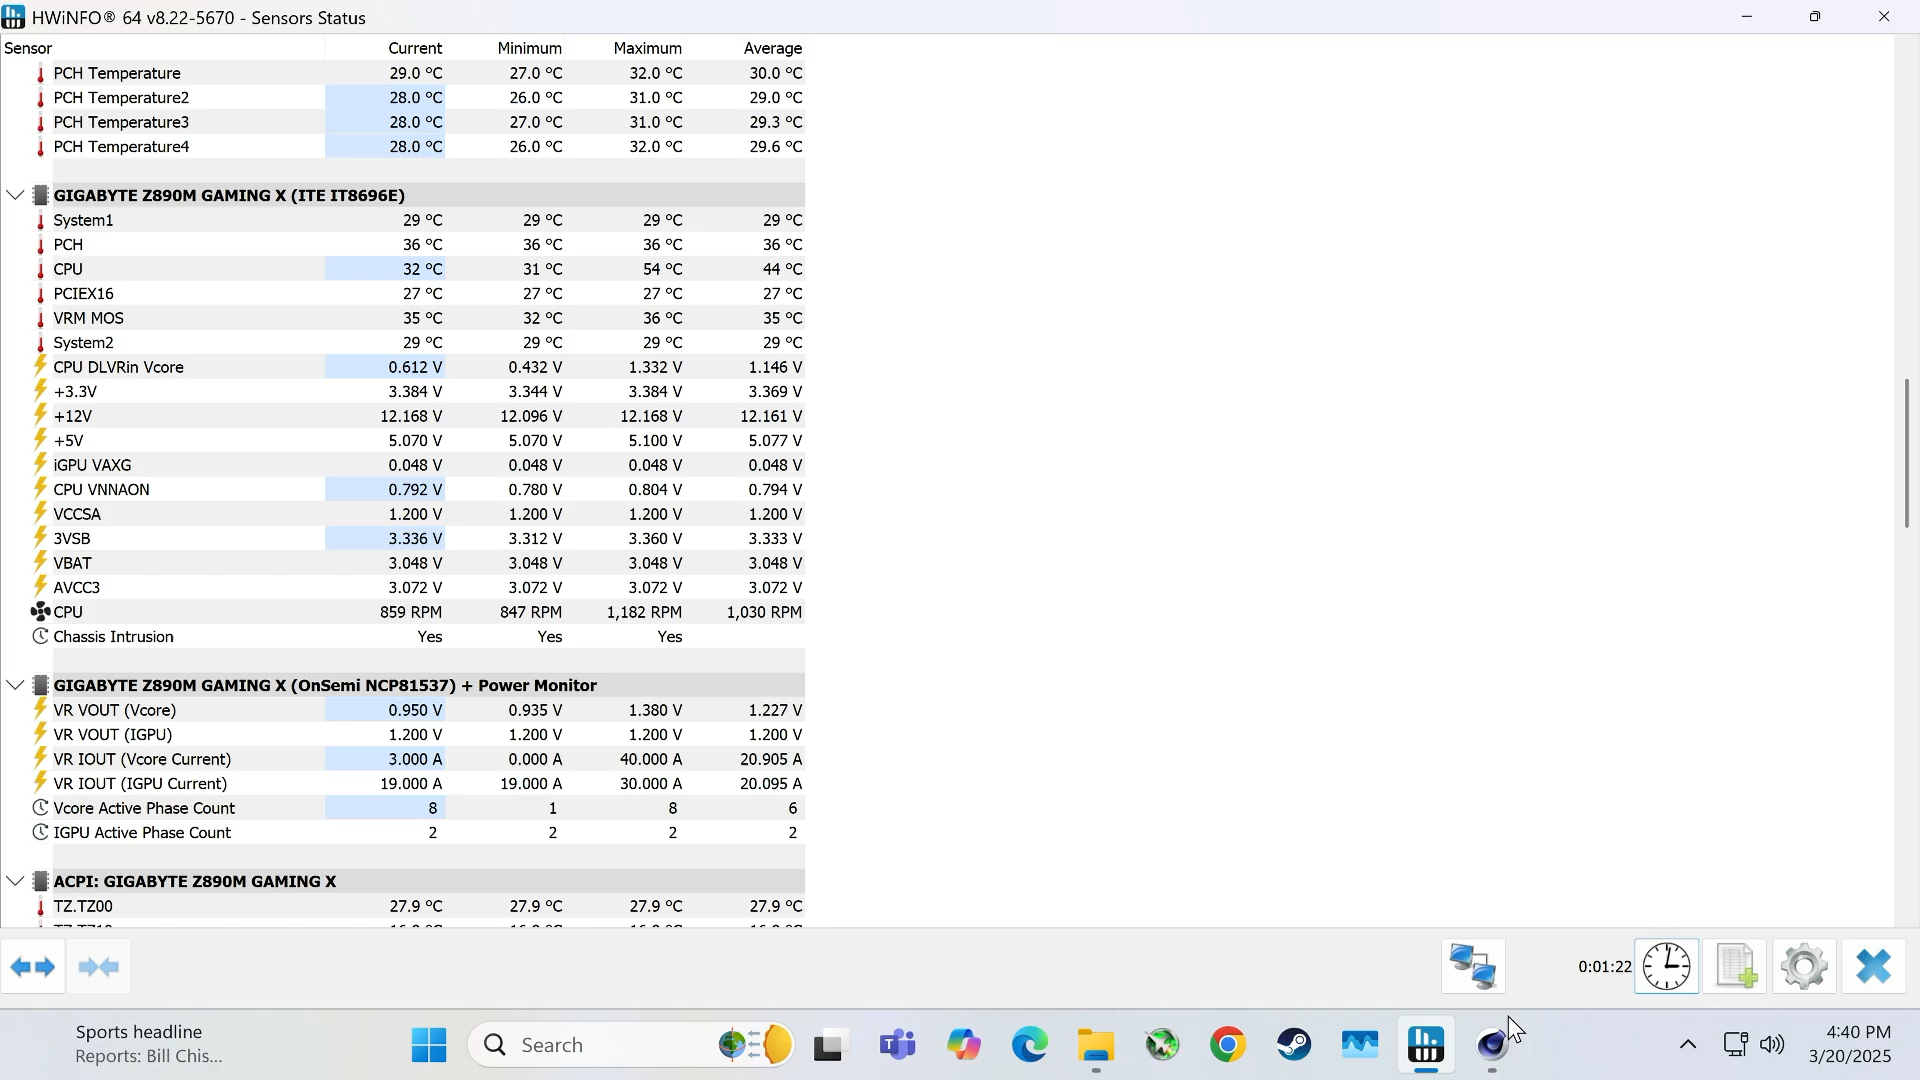 HWiNFO® 64 v8.22-5670 - Sensors Status
Sensor Current Minimum Maximum Average
PCH Temperature 29.0 °C 27.0 °C 32.0 °C 30.0 °C
PCH Temperature2 28.0 °C 26.0 °C 31.0 °C 29.0 °C
PCH Temperature3 28.0 °C 27.0 °C 31.0 °C 29.3 °C
PCH Temperature4 28.0 °C 26.0 °C 32.0 °C 29.6 °C
GIGABYTE Z890M GAMING X (ITE IT8696E)
System1 29 °C 29 °C 29 °C 29 °C
PCH 36 °C 36 °C 36 °C 36 °C
CPU 32 °C 31 °C 54 °C 44 °C
PCIEX16 27 °C 27 °C 27 °C 27 °C
VRM MOS 35 °C 32 °C 36 °C 35 °C
System2 29 °C 29 °C 29 °C 29 °C
CPU DLVRin Vcore 0.612 V 0.432 V 1.332 V 1.146 V
+3.3V 3.384 V 3.344 V 3.384 V 3.369 V
+12V 12.168 V 12.096 V 12.168 V 12.161 V
+5V 5.070 V 5.070 V 5.100 V 5.077 V
iGPU VAXG 0.048 V 0.048 V 0.048 V 0.048 V
CPU VNNAON 0.792 V 0.780 V 0.804 V 0.794 V
VCCSA 1.200 V 1.200 V 1.200 V 1.200 V
3VSB 3.336 V 3.312 V 3.360 V 3.333 V
VBAT 3.048 V 3.048 V 3.048 V 3.048 V
AVCC3 3.072 V 3.072 V 3.072 V 3.072 V
CPU 859 RPM 847 RPM 1,182 RPM 1,030 RPM
Chassis Intrusion Yes Yes Yes
GIGABYTE Z890M GAMING X (OnSemi NCP81537) + Power Monitor
VR VOUT (Vcore) 0.950 V 0.935 V 1.380 V 1.227 V
VR VOUT (IGPU) 1.200 V 1.200 V 1.200 V 1.200 V
VR IOUT (Vcore Current) 3.000 A 0.000 A 40.000 A 20.905 A
VR IOUT (IGPU Current) 19.000 A 19.000 A 30.000 A 20.095 A
Vcore Active Phase Count 8 1 8 6
IGPU Active Phase Count 2 2 2 2
ACPI: GIGABYTE Z890M GAMING X
TZ.TZ00 27.9 °C 27.9 °C 27.9 °C 27.9 °C
0:01:22
Sports headline
Reports: Bill Chis...
Search
4:40 PM
3/20/2025